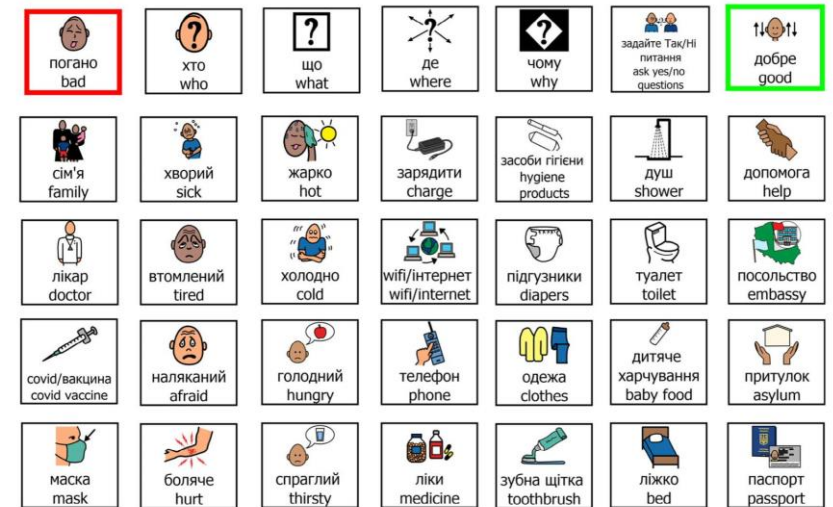 погано
bad
хто
who
?
що
what
?
де
where
?
чому
why
?
задайте Так/Ні
питання
ask yes/no
questions
добре
good
сім'я
family
хворий
sick
жарко
hot
зарядити
charge
засоби гігієни
hygiene
products
душ
shower
допомога
help
лікар
doctor
втомлений
tired
холодно
cold
wifi/інтернет
wifi/internet
підгузники
diapers
туалет
toilet
посольство
embassy
covid/вакцина
covid vaccine
наляканий
afraid
голодний
hungry
телефон
phone
одежа
clothes
дитяче
харчування
baby food
притулок
asylum
маска
mask
боляче
hurt
спраглий
thirsty
ліки
medicine
зубна щітка
toothbrush
ліжко
bed
паспорт
passport